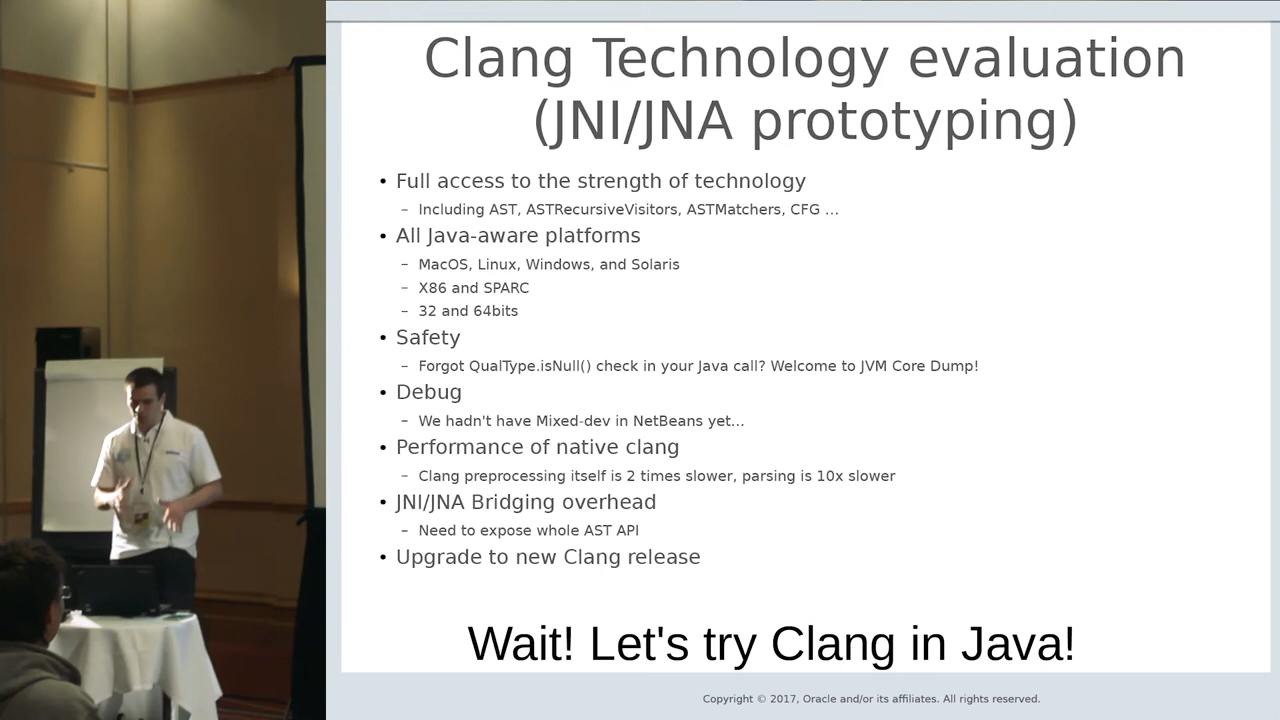 Clang Technology evaluation
(JNI/JNA prototyping)
• Full access to the strength of technology
– Including AST, ASTRecursiveVisitors, ASTMatchers, CFG ...
• All Java-aware platforms
– MacOS, Linux, Windows, and Solaris
– X86 and SPARC
– 32 and 64bits
• Safety
– Forgot QualType.isNull() check in your Java call? Welcome to JVM Core Dump!
• Debug
– We hadn't have Mixed-dev in NetBeans yet...
• Performance of native clang
– Clang preprocessing itself is 2 times slower, parsing is 10x slower
• JNI/JNA Bridging overhead
– Need to expose whole AST API
• Upgrade to new Clang release
Wait! Let's try Clang in Java!
Copyright © 2017, Oracle and/or its affiliates. All rights reserved.